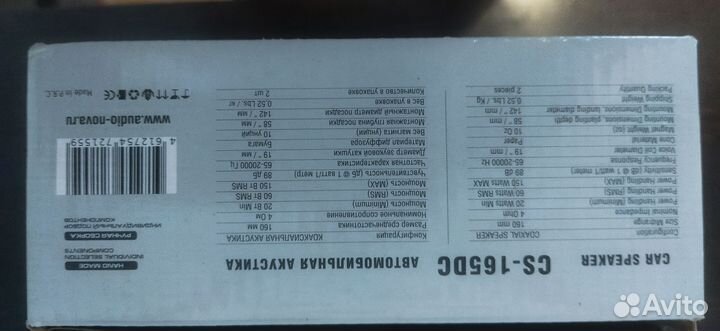 CAR SPEAKER CS-165DC АВТОМОБИЛЬНАЯ АКУСТИКА
Configuration COAXIAL SPEAKER
Size Midrange 160 mm
Nominal Impedance 4 Ohm
Power Handling (Minimum) 20 Watts Min
Power Handling (RMS) 60 Watts RMS
Power Handling (MAX) 150 Watts MAX
Sensitivity (dB @ 1 watt / 1 meter) 89 dB
Frequency Response 65-20000 Hz
Voice Coil Diameter " 19 " / mm
Cone Material Paper
Magnet (oz) 10 Oz
Mounting Dimensions, planting depth " 58 " / mm
Mounting Dimensions, landing diameter " 142 " / mm
Shipping Weight 0.52 Lbs. / Kg
Packing Quantity 2 pieces
Конфигурация КОАКСИАЛЬНАЯ АКУСТИКА
Размер среднечастотника 160 мм
Номинальное сопротивление 4 Ом
Мощность (Minimum) 20 Вт Min
Мощность (RMS) 60 Вт RMS
Мощность (MAX) 150 Вт RMS
Чувствительность (дБ @ 1 ватт/1 метр) 89 дБ
Частотная характеристика 65-20000 Гц
Диаметр звуковой катушки " 19 " / мм
Материал диффузора Бумага
Вес магнита (унции) 10 унций
Монтажная глубина посадки " 58 " / мм
Монтажный диаметр посадки " 142 " / мм
Вес в упаковке 0.52 Lbs. / кг
Количество в упаковке 2 шт
HAND MADE INDIVIDUAL SELECTION COMPONENTS
РУЧНАЯ СБОРКА ИНДИВИДУАЛЬНЫЙ ПОДБОР КОМПОНЕНТОВ
4 612754 721559
www.audio-nova.ru
CE Made in P.R.C.
Avito